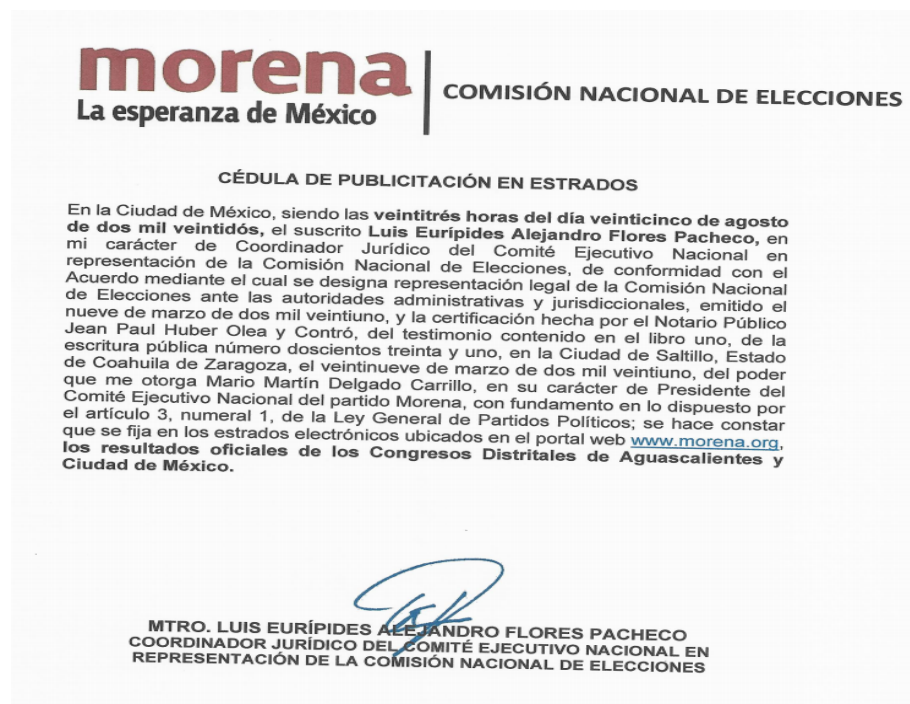 morena
La esperanza de México
COMISIÓN NACIONAL DE ELECCIONES
CÉDULA DE PUBLICITACIÓN EN ESTRADOS
En la Ciudad de México, siendo las veintitrés horas del día veinticinco de agosto
de dos mil veintidós, el suscrito Luis Eurípides Alejandro Flores Pacheco, en
mi carácter de Coordinador Jurídico del Comité Ejecutivo Nacional en
representación de la Comisión Nacional de Elecciones, de conformidad con el
Acuerdo mediante el cual se designa representación legal de la Comisión Nacional
de Elecciones ante las autoridades administrativas y jurisdiccionales, emitido el
nueve de marzo de dos mil veintiuno, y la certificación hecha por el Notario Público
Jean Paul Huber Olea y Contró, del testimonio contenido en el libro uno, de la
escritura pública número doscientos treinta y uno, en la Ciudad de Saltillo, Estado
de Coahuila de Zaragoza, el veintinueve de marzo de dos mil veintiuno, del poder
que me otorga Mario Martín Delgado Carrillo, en su carácter de Presidente del
Comité Ejecutivo Nacional del partido Morena, con fundamento en lo dispuesto por
el artículo 3, numeral 1, de la Ley General de Partidos Políticos; se hace constar
que se fija en los estrados electrónicos ubicados en el portal web www.morena.org,
los resultados oficiales de los Congresos Distritales de Aguascalientes y
Ciudad de México.
MTRO. LUIS EURÍPIDES ALEJANDRO FLORES PACHECO
COORDINADOR JURÍDICO DEL COMITÉ EJECUTIVO NACIONAL EN
REPRESENTACIÓN DE LA COMISIÓN NACIONAL DE ELECCIONES